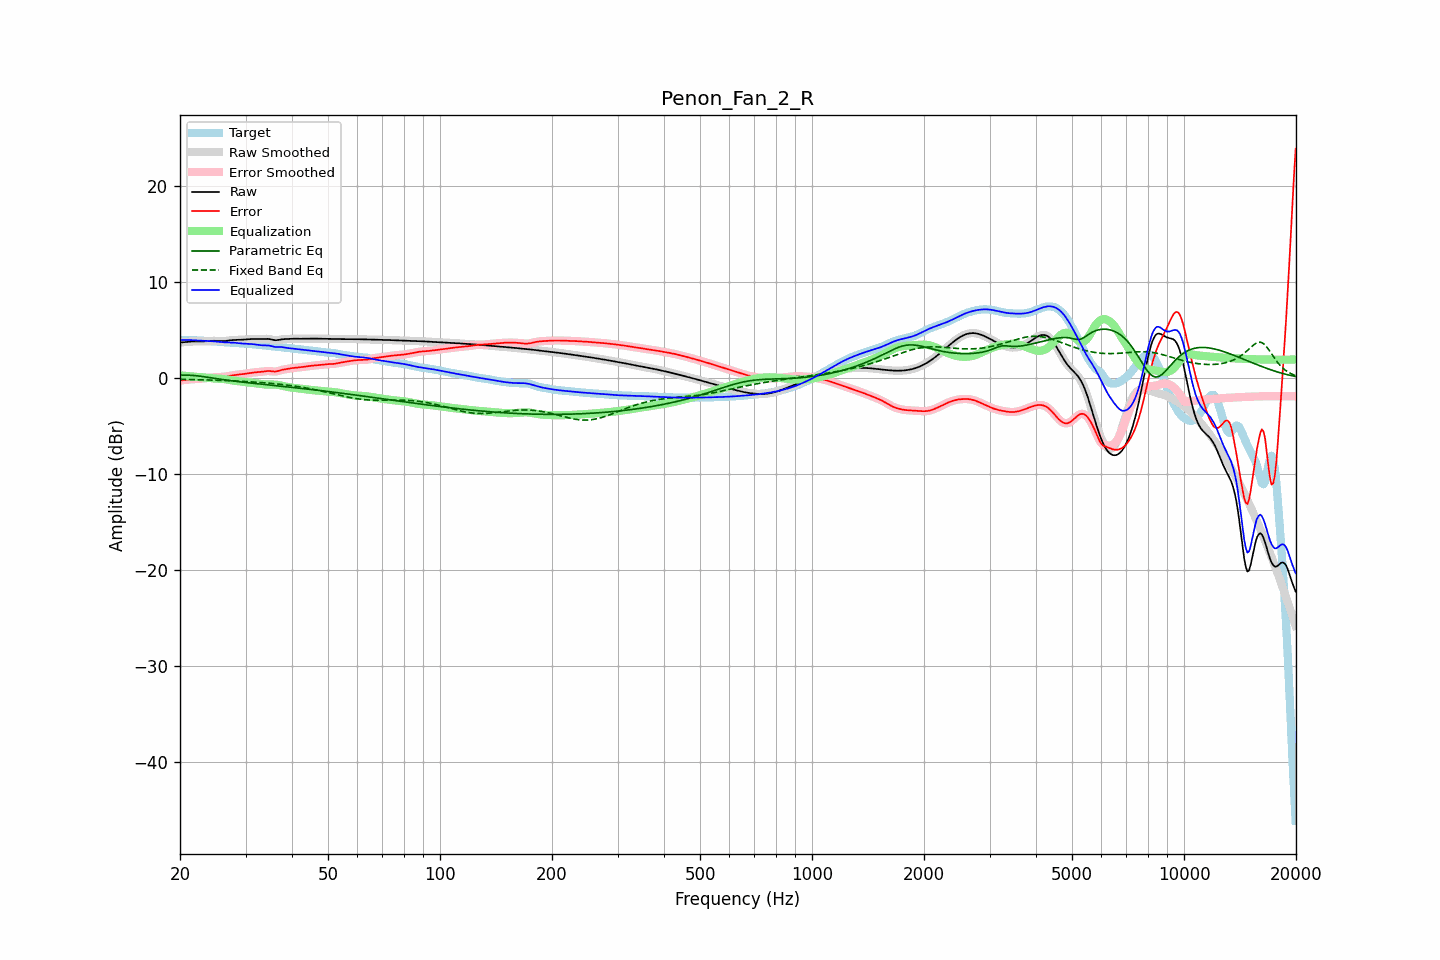 Penon_Fan_2_R
Target
Raw Smoothed
Error Smoothed
Raw
Error
Equalization
Parametric Eq
Fixed Band Eq
Equalized
20
10
0
−10
−20
−30
−40
Amplitude (dBr)
20 50 100 200 500 1000 2000 5000 10000 20000
Frequency (Hz)